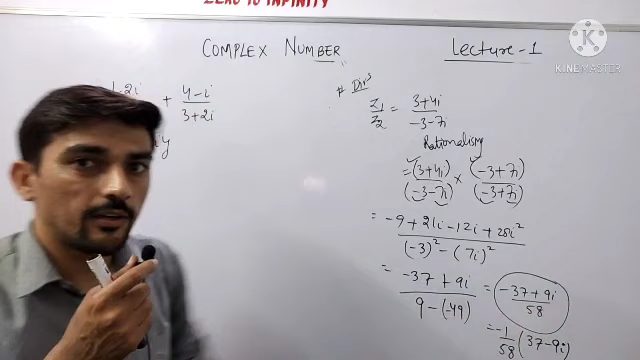 ZERO TO INFINITY
COMPLEX NUMBER
Lecture-1
KINEMASTER
+ (4-i)/(3+2i)
# Div³
z₁/z₂ = (3+4i)/(-3-7i)
Rationalism
= (3+4i)/(-3-7i) × (-3+7i)/(-3+7i)
= (-9+21i-12i+28i²)/((-3)²-(7i)²)
= (-37+9i)/(9-(-49)) = (-37+9i)/58
= -1/58 (37-9i)